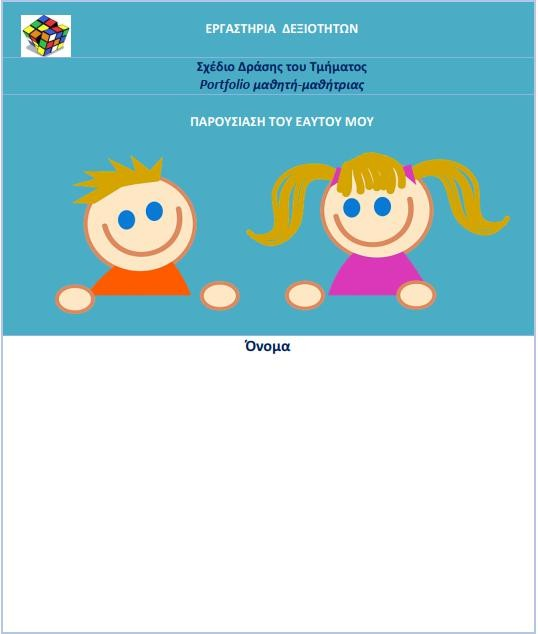 ΕΡΓΑΣΤΗΡΙΑ ΔΕΞΙΟΤΗΤΩΝ
Σχέδιο Δράσης του Τμήματος
Portfolio μαθητή-μαθήτριας
ΠΑΡΟΥΣΙΑΣΗ ΤΟΥ ΕΑΥΤΟΥ ΜΟΥ
Όνομα